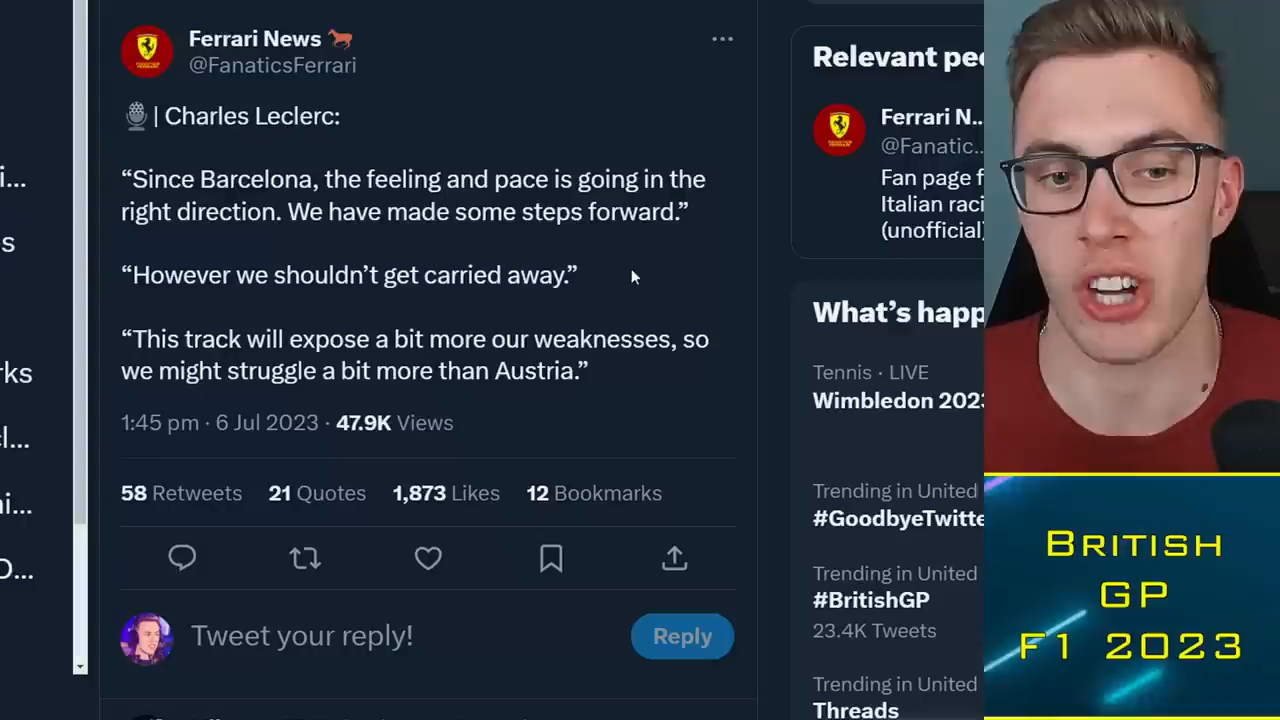 Ferrari News
@FanaticsFerrari
| Charles Leclerc:
“Since Barcelona, the feeling and pace is going in the
right direction. We have made some steps forward.”
“However we shouldn’t get carried away.”
“This track will expose a bit more our weaknesses, so
we might struggle a bit more than Austria.”
1:45 pm · 6 Jul 2023 · 47.9K Views
58 Retweets 21 Quotes 1,873 Likes 12 Bookmarks
Tweet your reply!
Reply
i...
s
rks
cl...
ni...
D...
Relevant pe
Ferrari N...
@Fanatic...
Fan page f
Italian raci
(unofficial)
What’s happ
Tennis · LIVE
Wimbledon 2023
Trending in United
#GoodbyeTwitte
Trending in United
#BritishGP
23.4K Tweets
Trending in United
Threads
British
GP
F1 2023